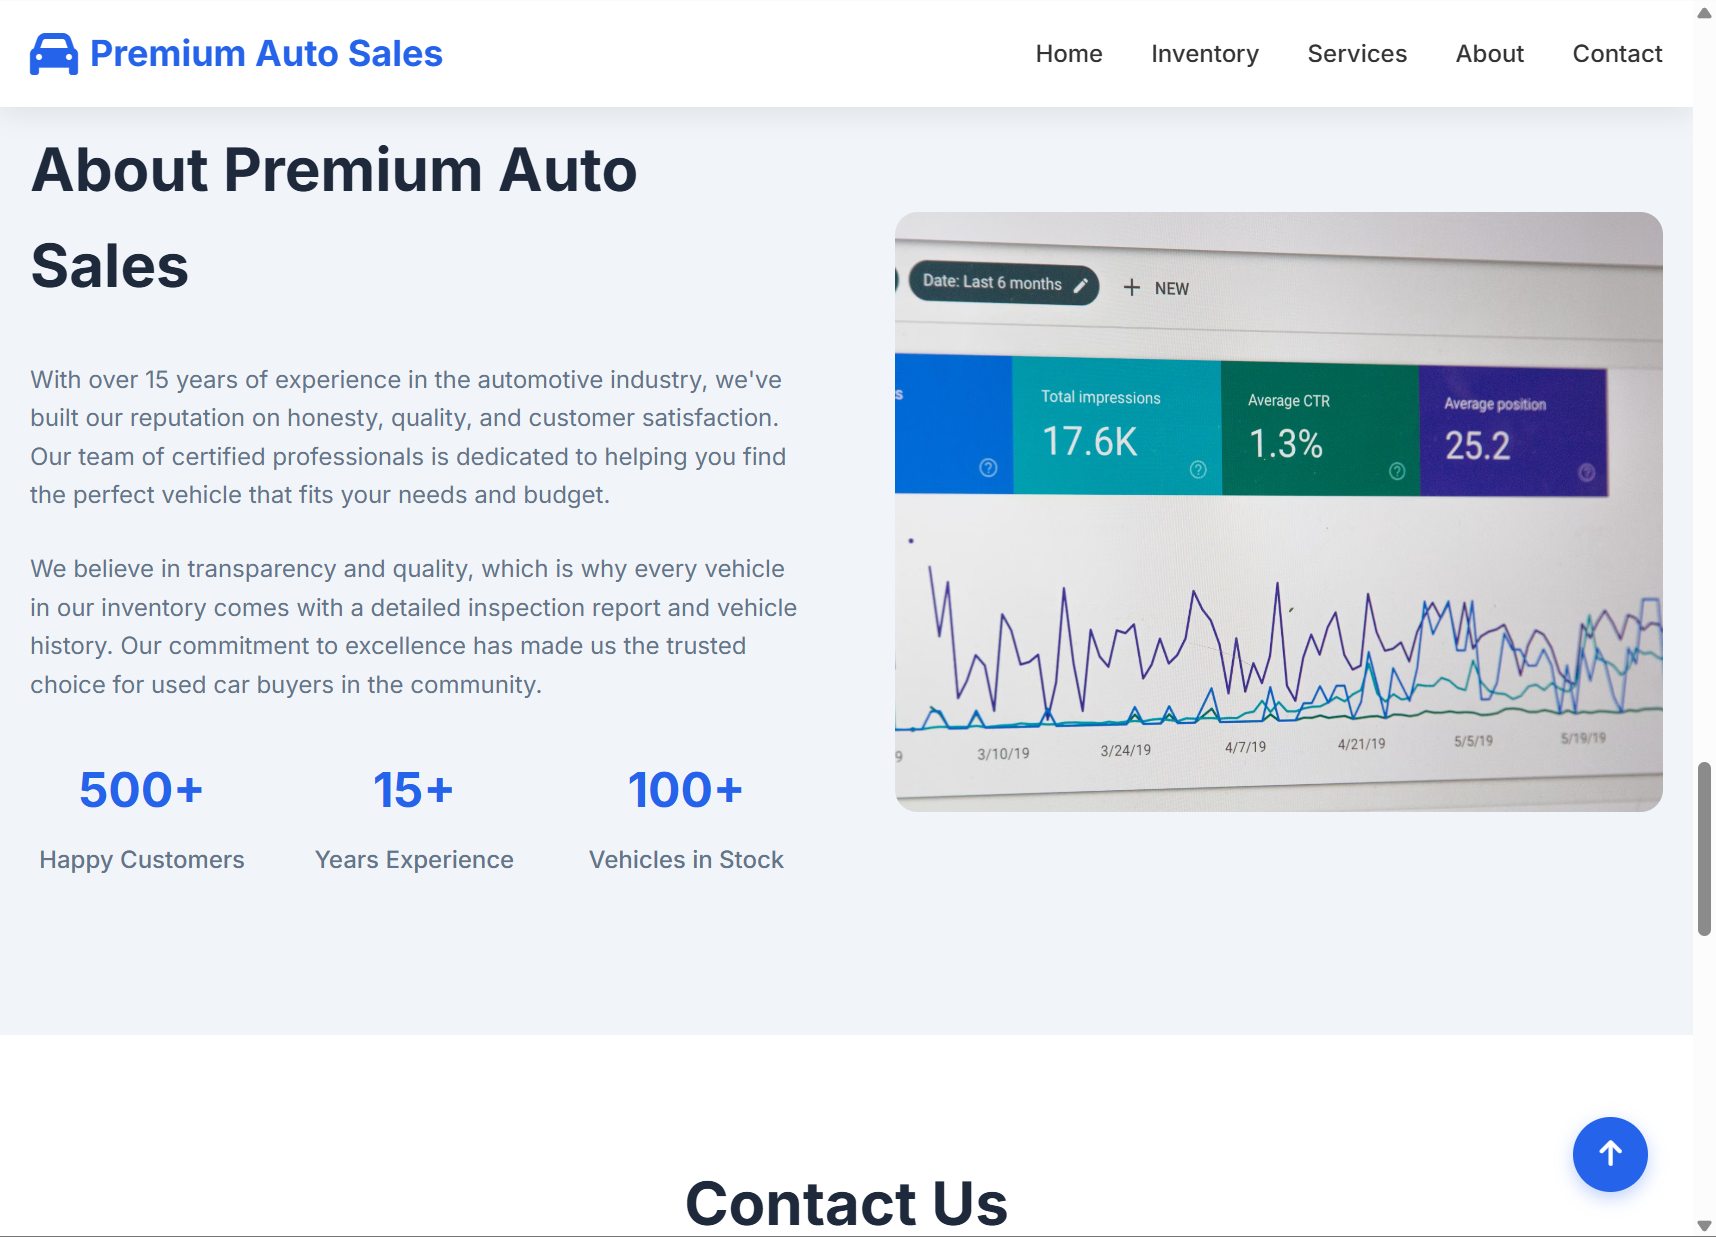 Premium Auto Sales
Home Inventory Services About Contact
About Premium Auto
Sales
With over 15 years of experience in the automotive industry, we've
built our reputation on honesty, quality, and customer satisfaction.
Our team of certified professionals is dedicated to helping you find
the perfect vehicle that fits your needs and budget.
We believe in transparency and quality, which is why every vehicle
in our inventory comes with a detailed inspection report and vehicle
history. Our commitment to excellence has made us the trusted
choice for used car buyers in the community.
500+ 15+ 100+
Happy Customers Years Experience Vehicles in Stock
Date: Last 6 months + NEW
s Total impressions Average CTR Average position
17.6K 1.3% 25.2
9 3/10/19 3/24/19 4/7/19 4/21/19 5/5/19 5/19/19
Contact Us